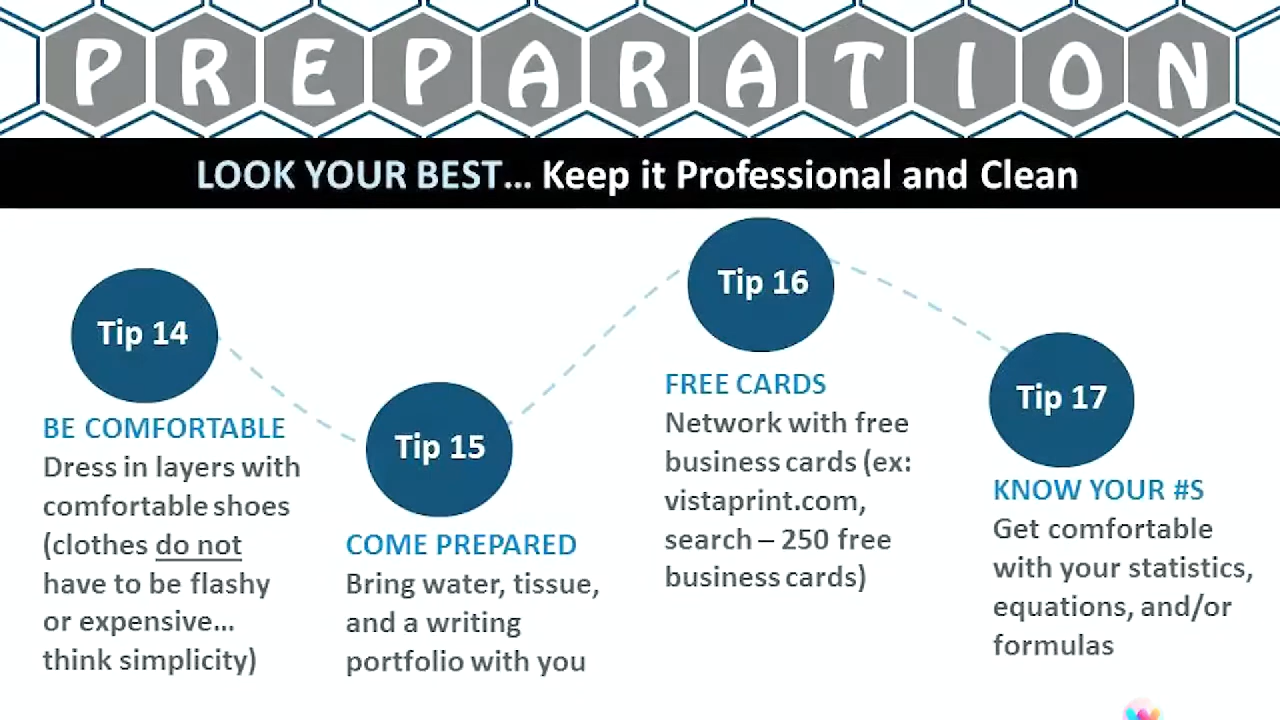 PREPARATION
LOOK YOUR BEST... Keep it Professional and Clean
Tip 14
BE COMFORTABLE
Dress in layers with
comfortable shoes
(clothes do not
have to be flashy
or expensive...
think simplicity)
Tip 15
COME PREPARED
Bring water, tissue,
and a writing
portfolio with you
Tip 16
FREE CARDS
Network with free
business cards (ex:
vistaprint.com,
search – 250 free
business cards)
Tip 17
KNOW YOUR #S
Get comfortable
with your statistics,
equations, and/or
formulas